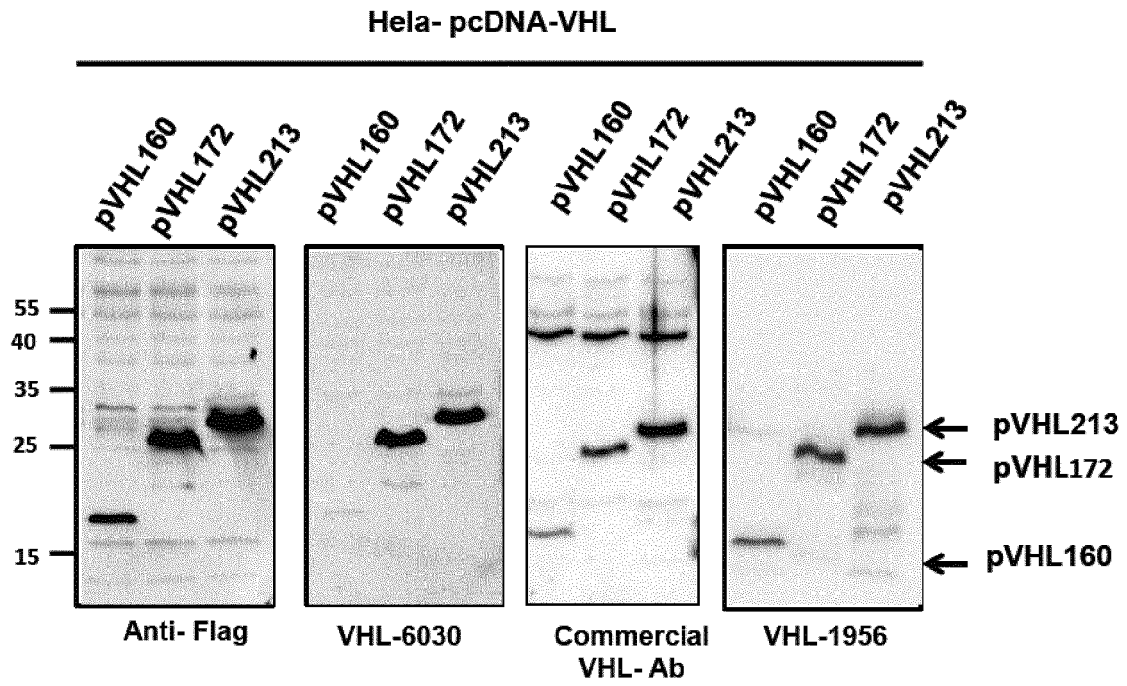 Hela- pcDNA-VHL
pVHL160
pVHL172
pVHL213
pVHL160
pVHL172
pVHL213
pVHL160
pVHL172
pVHL213
pVHL160
pVHL172
pVHL213
55
40
35
25
15
pVHL213
pVHL172
pVHL160
Anti- Flag
VHL-6030
Commercial
VHL- Ab
VHL-1956